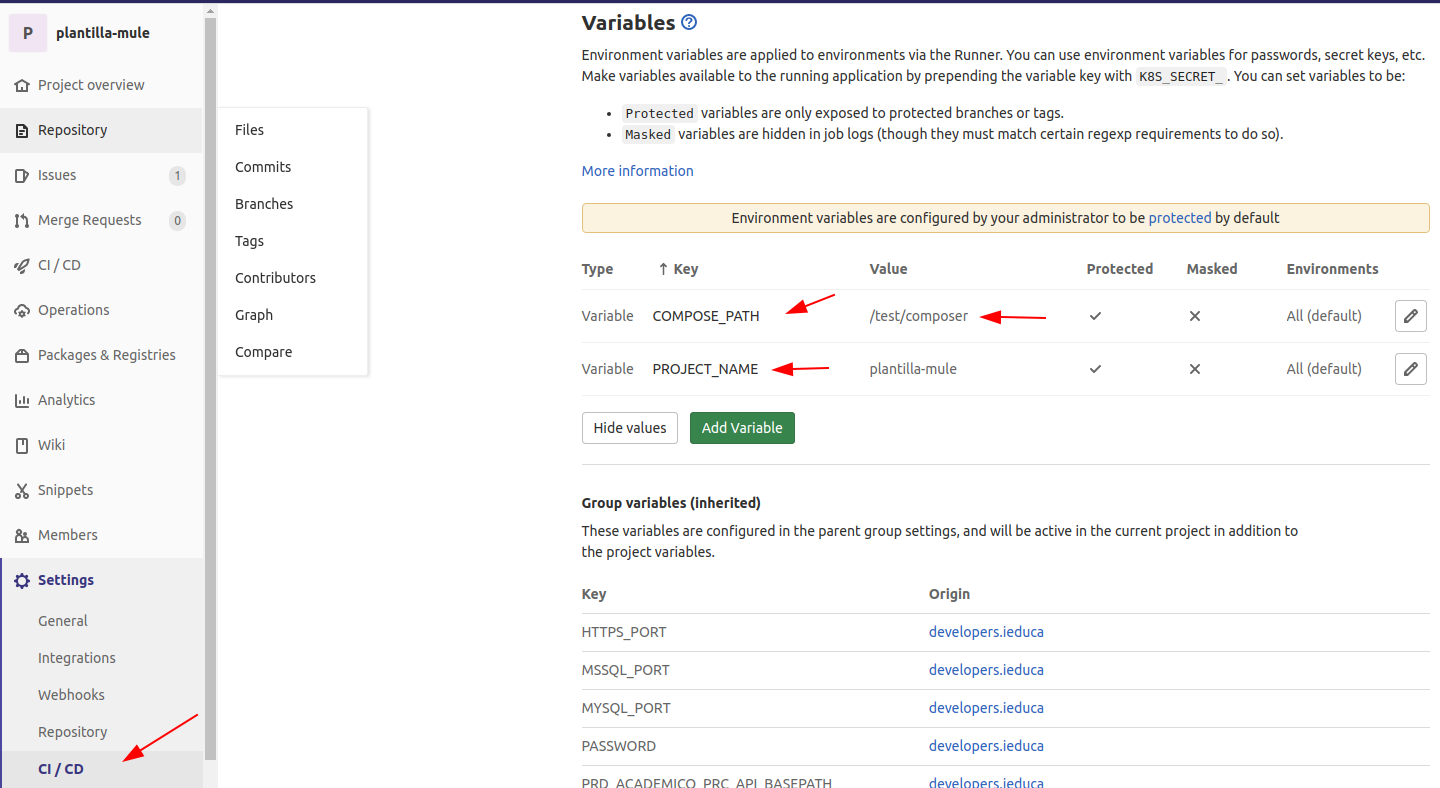 P plantilla-mule
Project overview
Repository
Issues 1
Merge Requests 0
CI / CD
Operations
Packages & Registries
Analytics
Wiki
Snippets
Members
Settings
General
Integrations
Webhooks
Repository
CI / CD
Files
Commits
Branches
Tags
Contributors
Graph
Compare
Variables ?
Environment variables are applied to environments via the Runner. You can use environment variables for passwords, secret keys, etc.
Make variables available to the running application by prepending the variable key with K8S_SECRET_ . You can set variables to be:
• Protected variables are only exposed to protected branches or tags.
• Masked variables are hidden in job logs (though they must match certain regexp requirements to do so).
More information
Environment variables are configured by your administrator to be protected by default
Type ↑ Key Value Protected Masked Environments
Variable COMPOSE_PATH /test/composer ✓ ✕ All (default)
Variable PROJECT_NAME plantilla-mule ✓ ✕ All (default)
Hide values Add Variable
Group variables (inherited)
These variables are configured in the parent group settings, and will be active in the current project in addition to
the project variables.
Key Origin
HTTPS_PORT developers.ieduca
MSSQL_PORT developers.ieduca
MYSQL_PORT developers.ieduca
PASSWORD developers.ieduca
PRD_ACADEMICO_PRC_API_BASEPATH developers.ieduca